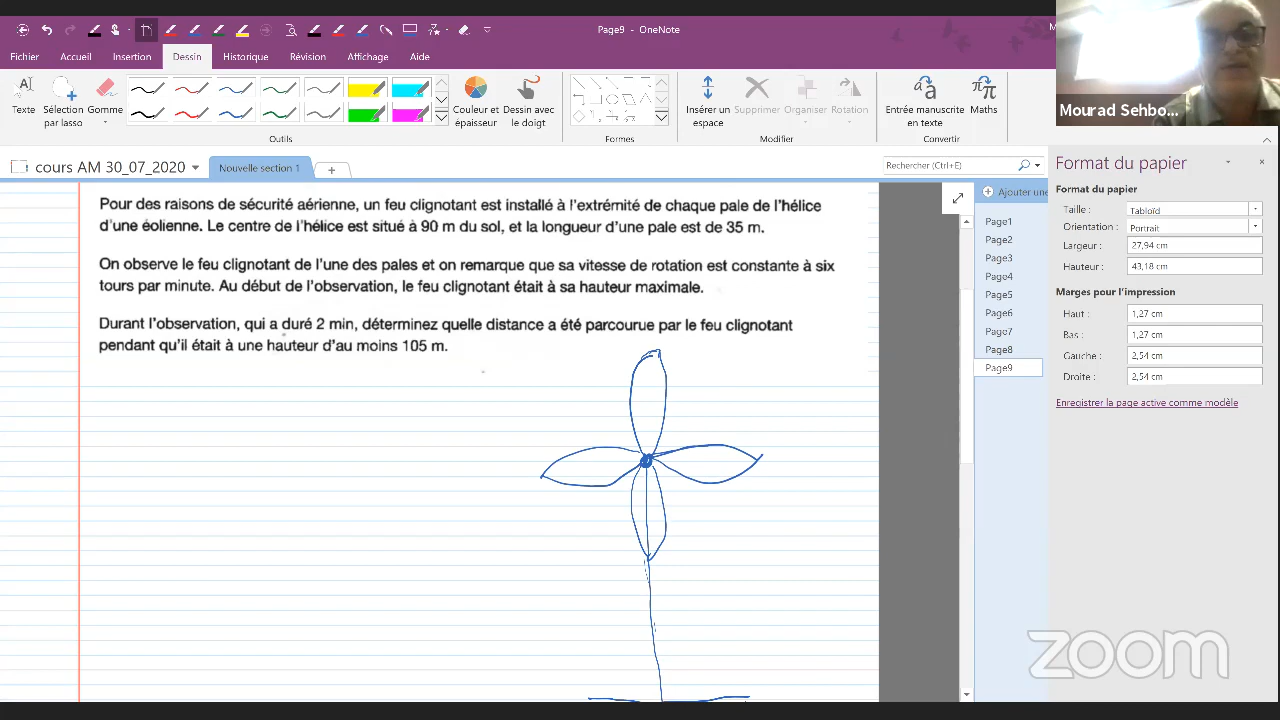 Page9 - OneNote
M
Fichier Accueil Insertion Dessin Historique Révision Affichage Aide
Texte
Sélection par lasso
Gomme
Couleur et épaisseur
Dessin avec le doigt
Insérer un espace
Supprimer
Organiser
Rotation
Entrée manuscrite en texte
Maths
Outils
Formes
Modifier
Convertir
Mourad Sehbo...
cours AM 30_07_2020
Nouvelle section 1
+
Rechercher (Ctrl+E)
Pour des raisons de sécurité aérienne, un feu clignotant est installé à l'extrémité de chaque pale de l'hélice
d'une éolienne. Le centre de l'hélice est situé à 90 m du sol, et la longueur d'une pale est de 35 m.
On observe le feu clignotant de l'une des pales et on remarque que sa vitesse de rotation est constante à six
tours par minute. Au début de l'observation, le feu clignotant était à sa hauteur maximale.
Durant l'observation, qui a duré 2 min, déterminez quelle distance a été parcourue par le feu clignotant
pendant qu'il était à une hauteur d'au moins 105 m.
Ajouter une
Page1
Page2
Page3
Page4
Page5
Page6
Page7
Page8
Page9
Format du papier
Format du papier
Taille : Tabloïd
Orientation : Portrait
Largeur : 27,94 cm
Hauteur : 43,18 cm
Marges pour l'impression
Haut : 1,27 cm
Bas : 1,27 cm
Gauche : 2,54 cm
Droite : 2,54 cm
Enregistrer la page active comme modèle
zoom